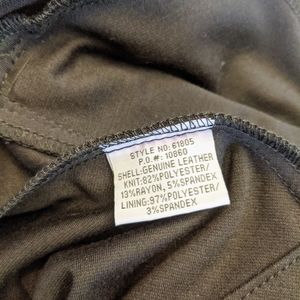 STYLE NO: 61805
P.O.#: 10860
SHELL:GENUINE LEATHER
KNIT:82%POLYESTER/
13%RAYON, 5%SPANDEX
LINING:97%POLYESTER/
3%SPANDEX